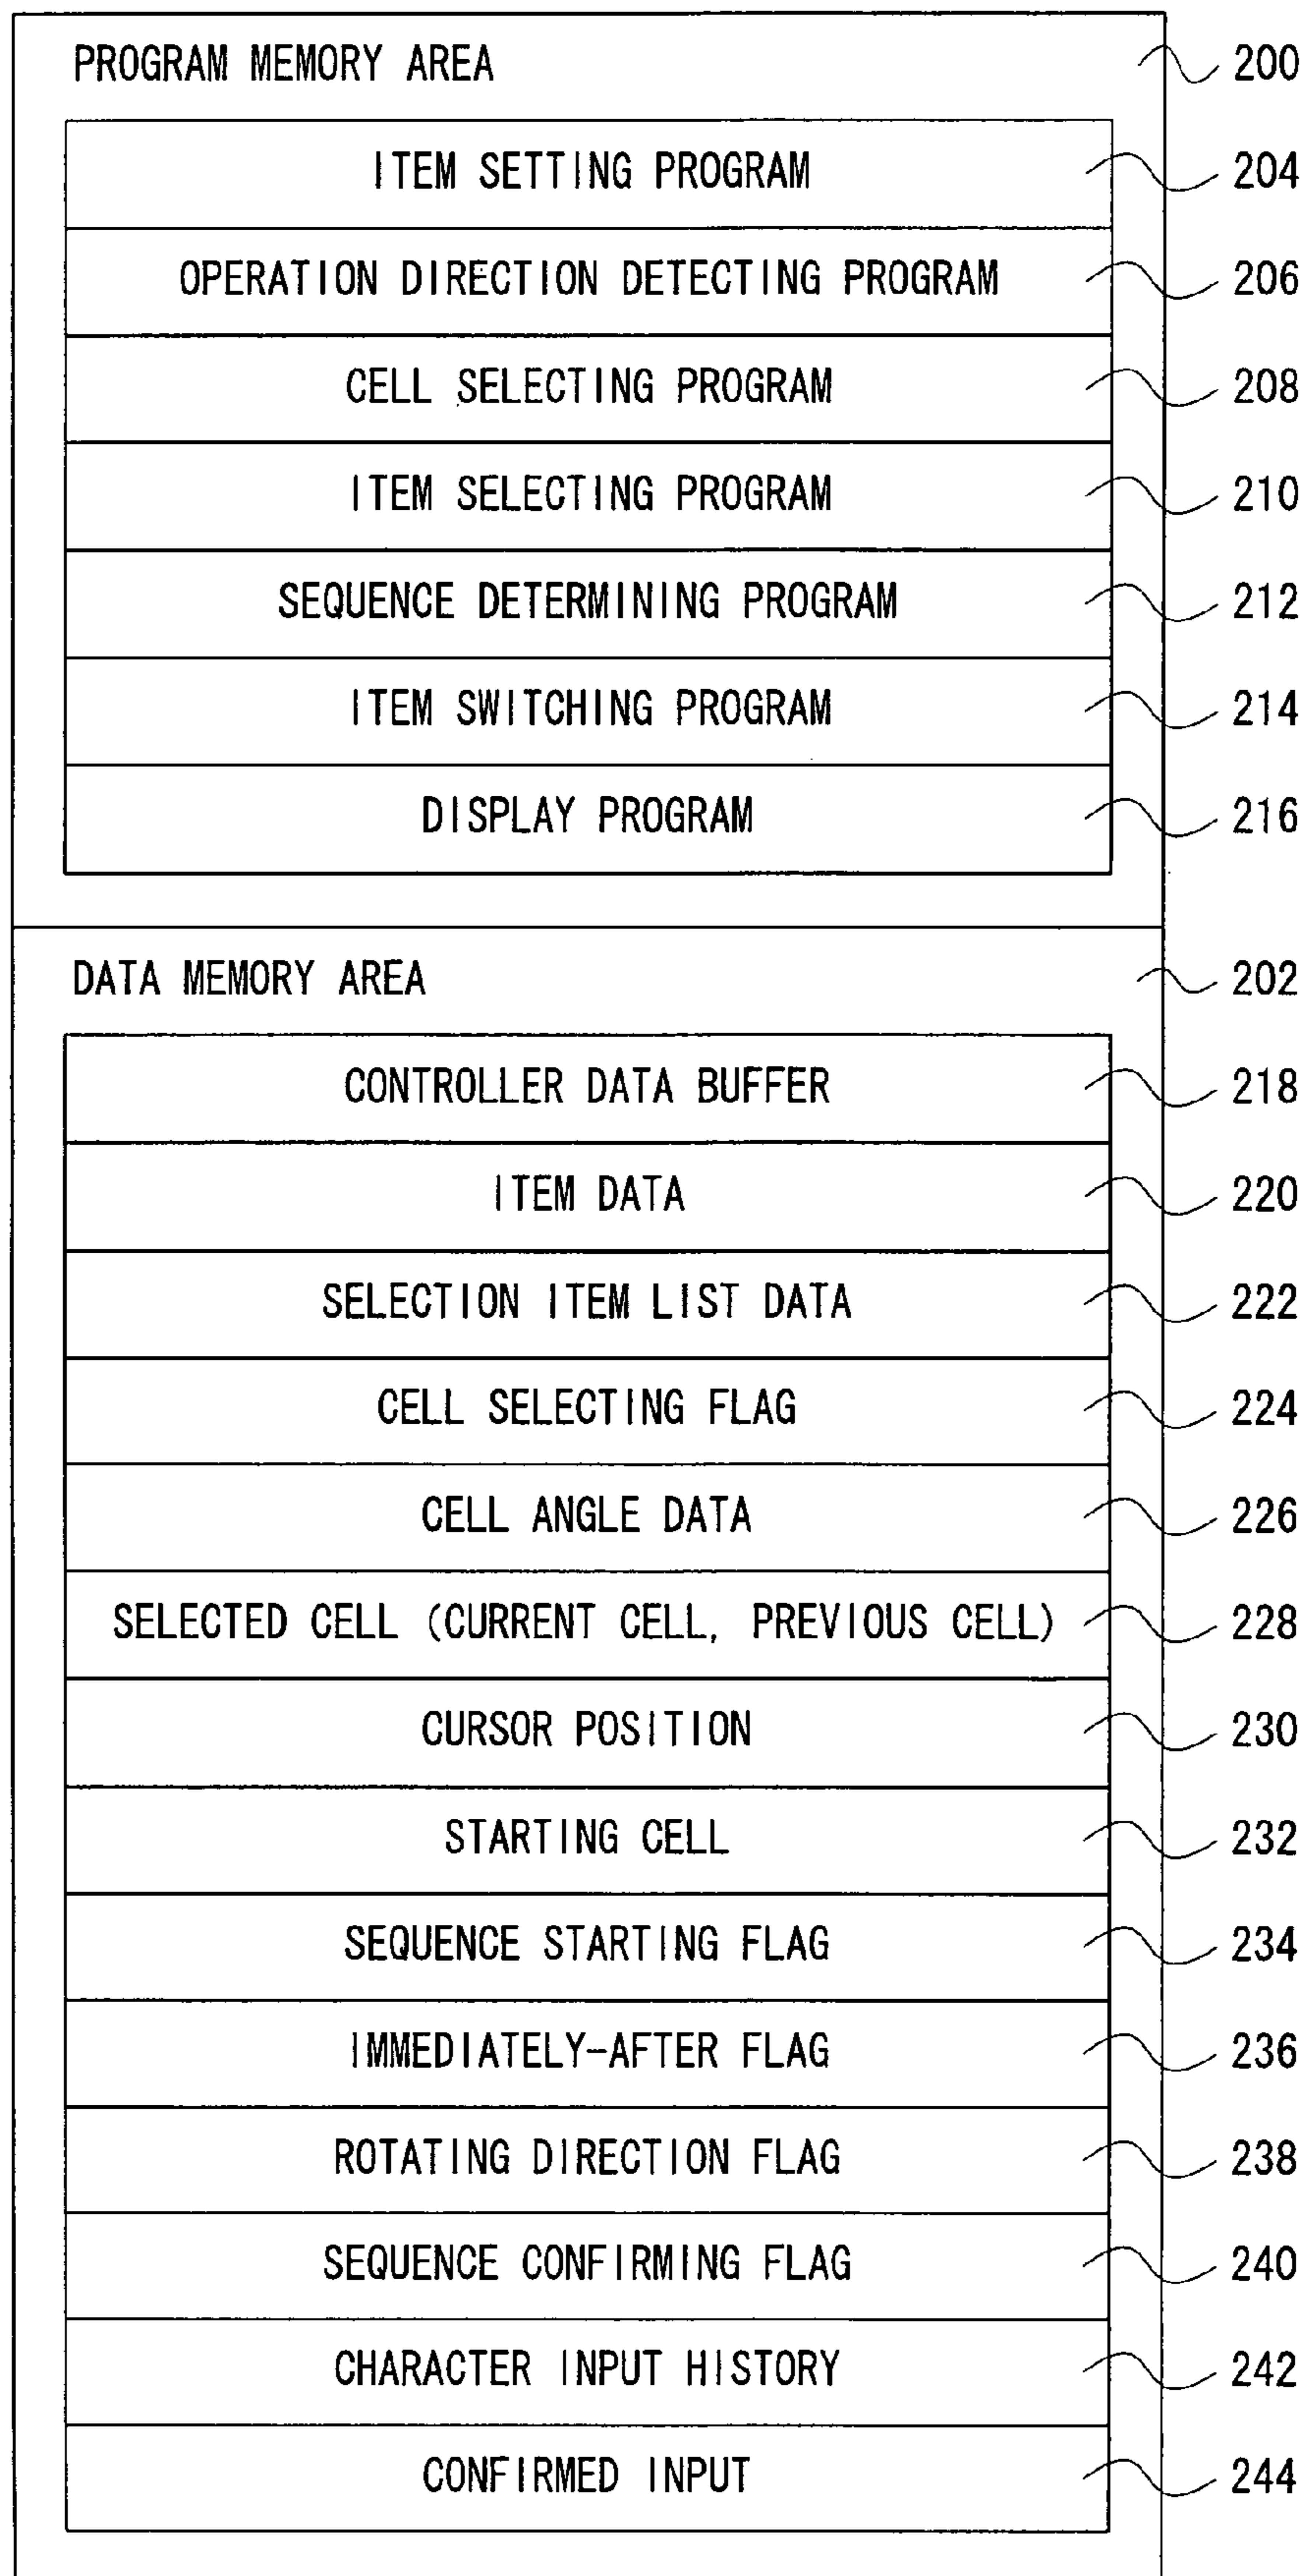 PROGRAM MEMORY AREA 200
ITEM SETTING PROGRAM 204
OPERATION DIRECTION DETECTING PROGRAM 206
CELL SELECTING PROGRAM 208
ITEM SELECTING PROGRAM 210
SEQUENCE DETERMINING PROGRAM 212
ITEM SWITCHING PROGRAM 214
DISPLAY PROGRAM 216
DATA MEMORY AREA 202
CONTROLLER DATA BUFFER 218
ITEM DATA 220
SELECTION ITEM LIST DATA 222
CELL SELECTING FLAG 224
CELL ANGLE DATA 226
SELECTED CELL (CURRENT CELL, PREVIOUS CELL) 228
CURSOR POSITION 230
STARTING CELL 232
SEQUENCE STARTING FLAG 234
IMMEDIATELY-AFTER FLAG 236
ROTATING DIRECTION FLAG 238
SEQUENCE CONFIRMING FLAG 240
CHARACTER INPUT HISTORY 242
CONFIRMED INPUT 244